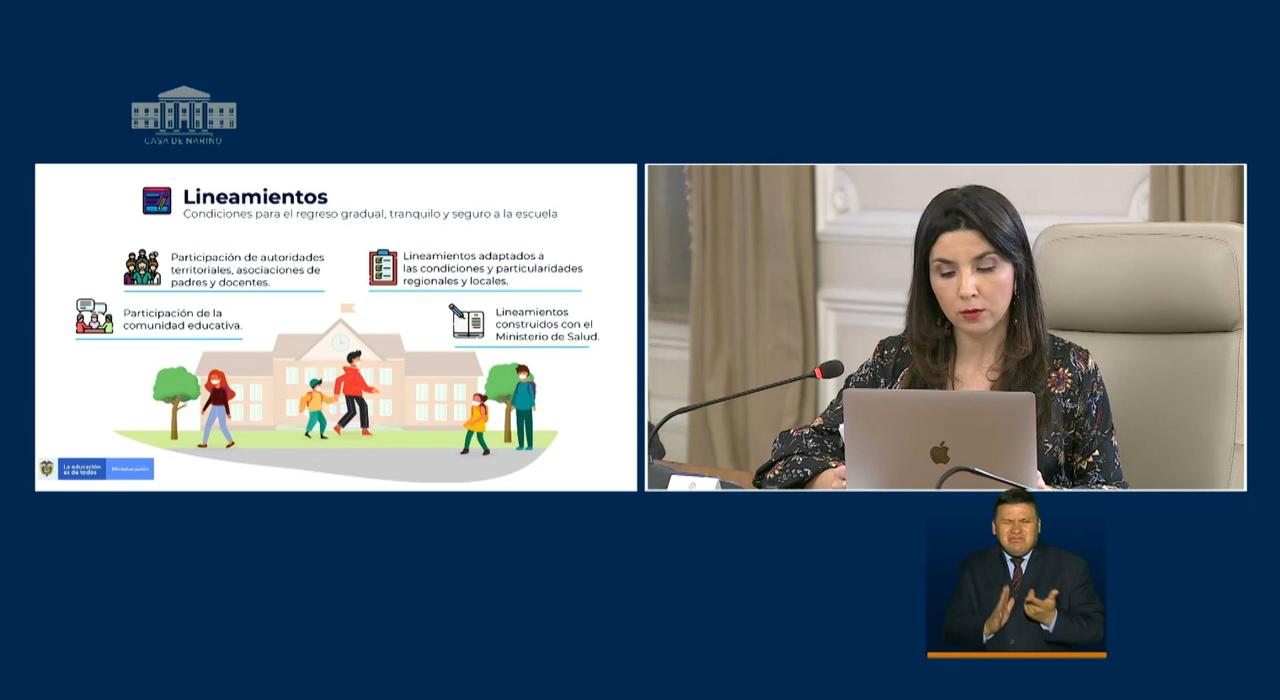 CASA DE NARIÑO
Lineamientos
Condiciones para el regreso gradual, tranquilo y seguro a la escuela
Participación de autoridades
territoriales, asociaciones de
padres y docentes.
Lineamientos adaptados a
las condiciones y particularidades
regionales y locales.
Participación de la
comunidad educativa.
Lineamientos
construidos con el
Ministerio de Salud.
La educación
es de todos
Mineducación